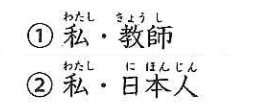 わたし きょうし
① 私・教師
わたし にほんじん
② 私・日本人